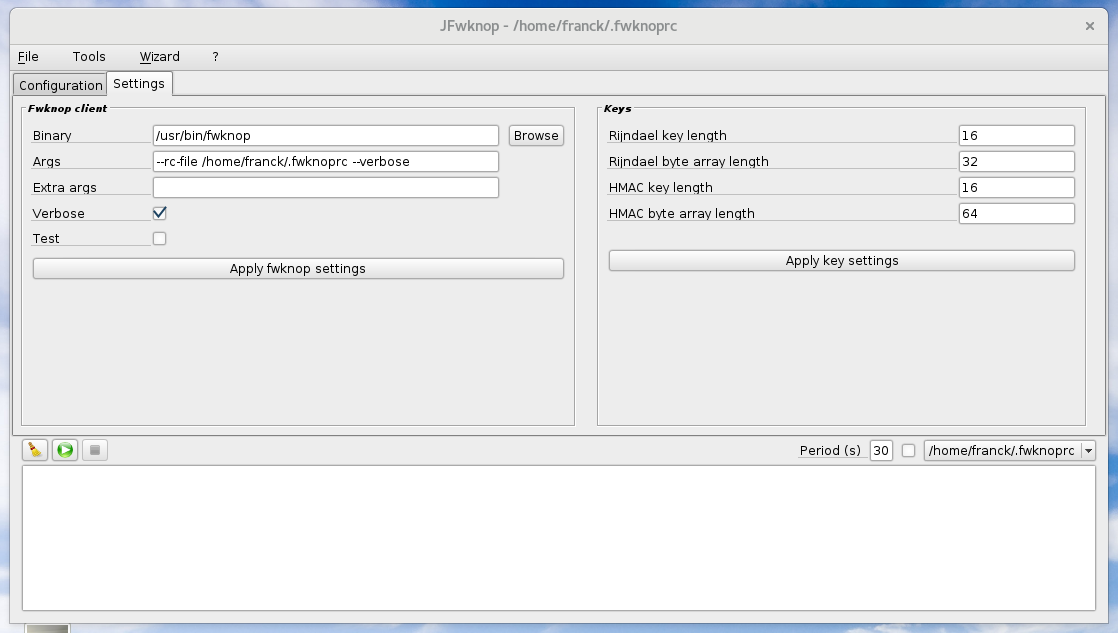 JFwknop - /home/franck/.fwknoprc ×
File Tools Wizard ?
Configuration Settings
Fwknop client
Binary /usr/bin/fwknop Browse
Args --rc-file /home/franck/.fwknoprc --verbose
Extra args
Verbose
Test
Apply fwknop settings
Keys
Rijndael key length 16
Rijndael byte array length 32
HMAC key length 16
HMAC byte array length 64
Apply key settings
Period (s) 30 /home/franck/.fwknoprc